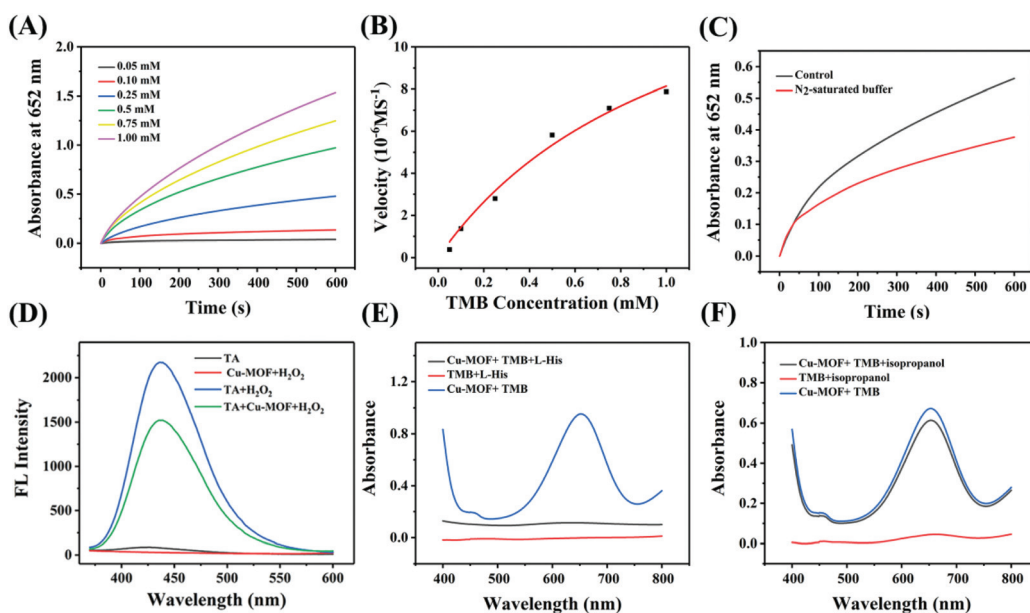 (A)
Absorbance at 652 nm
2.0
1.5
1.0
0.5
0.0
0.05 mM
0.10 mM
0.25 mM
0.5 mM
0.75 mM
1.00 mM
0 100 200 300 400 500 600
Time (s)
(B)
Velocity (10⁻⁶MS⁻¹)
10
8
6
4
2
0
0.0 0.2 0.4 0.6 0.8 1.0
TMB Concentration (mM)
(C)
Absorbance at 652 nm
0.6
0.5
0.4
0.3
0.2
0.1
0.0
Control
N₂-saturated buffer
0 100 200 300 400 500 600
Time (s)
(D)
FL Intensity
2000
1500
1000
500
0
TA
Cu-MOF+H₂O₂
TA+H₂O₂
TA+Cu-MOF+H₂O₂
400 450 500 550 600
Wavelength (nm)
(E)
Absorbance
1.2
0.8
0.4
0.0
Cu-MOF+ TMB+L-His
TMB+L-His
Cu-MOF+ TMB
400 500 600 700 800
Wavelength (nm)
(F)
Absorbance
1.0
0.8
0.6
0.4
0.2
0.0
Cu-MOF+ TMB+isopropanol
TMB+isopropanol
Cu-MOF+ TMB
400 500 600 700 800
Wavelength (nm)